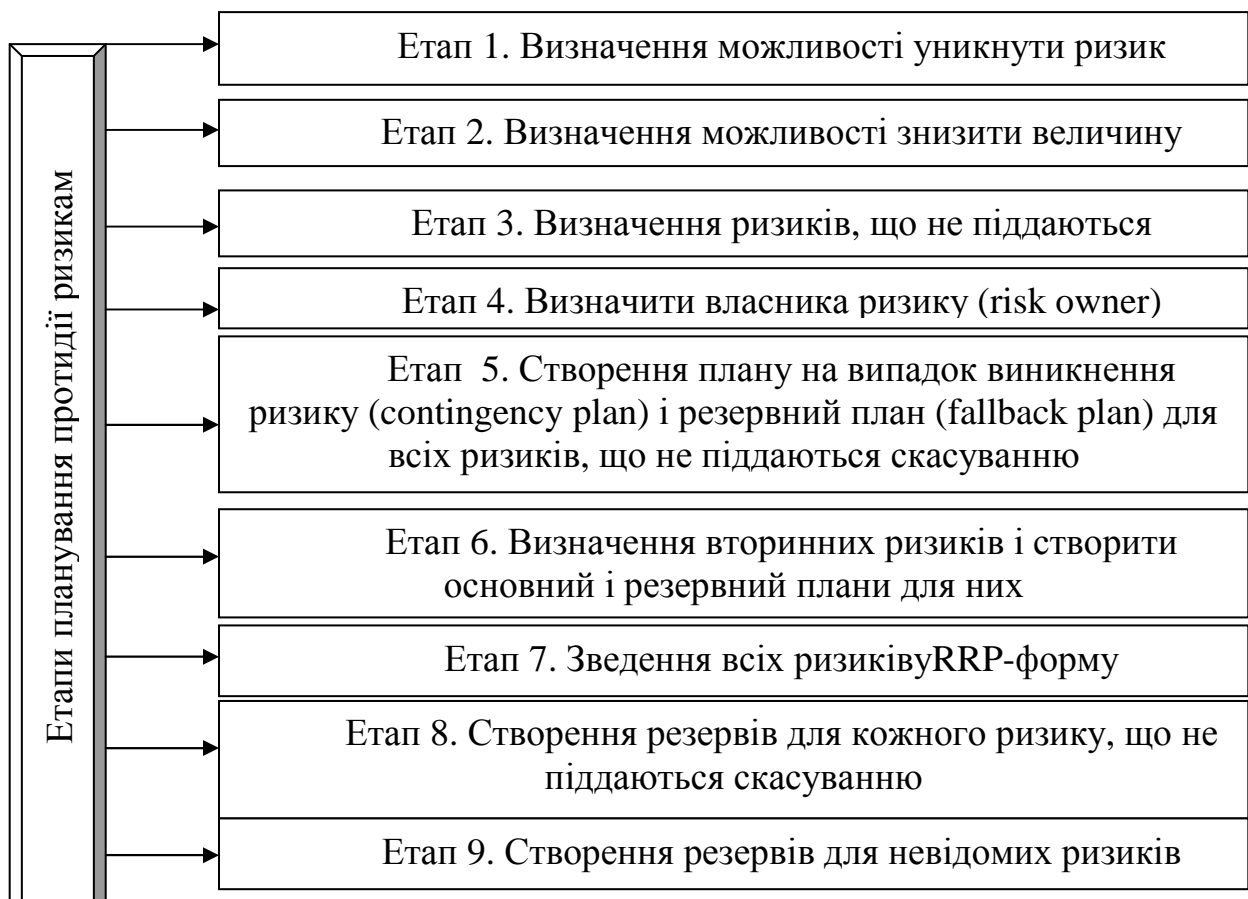 Етапи планування протидії ризикам
Етап 1. Визначення можливості уникнути ризик
Етап 2. Визначення можливості знизити величину
Етап 3. Визначення ризиків, що не піддаються
Етап 4. Визначити власника ризику (risk owner)
Етап 5. Створення плану на випадок виникнення
ризику (contingency plan) і резервний план (fallback plan) для
всіх ризиків, що не піддаються скасуванню
Етап 6. Визначення вторинних ризиків і створити
основний і резервний плани для них
Етап 7. Зведення всіх ризиківуRRP-форму
Етап 8. Створення резервів для кожного ризику, що не
піддаються скасуванню
Етап 9. Створення резервів для невідомих ризиків